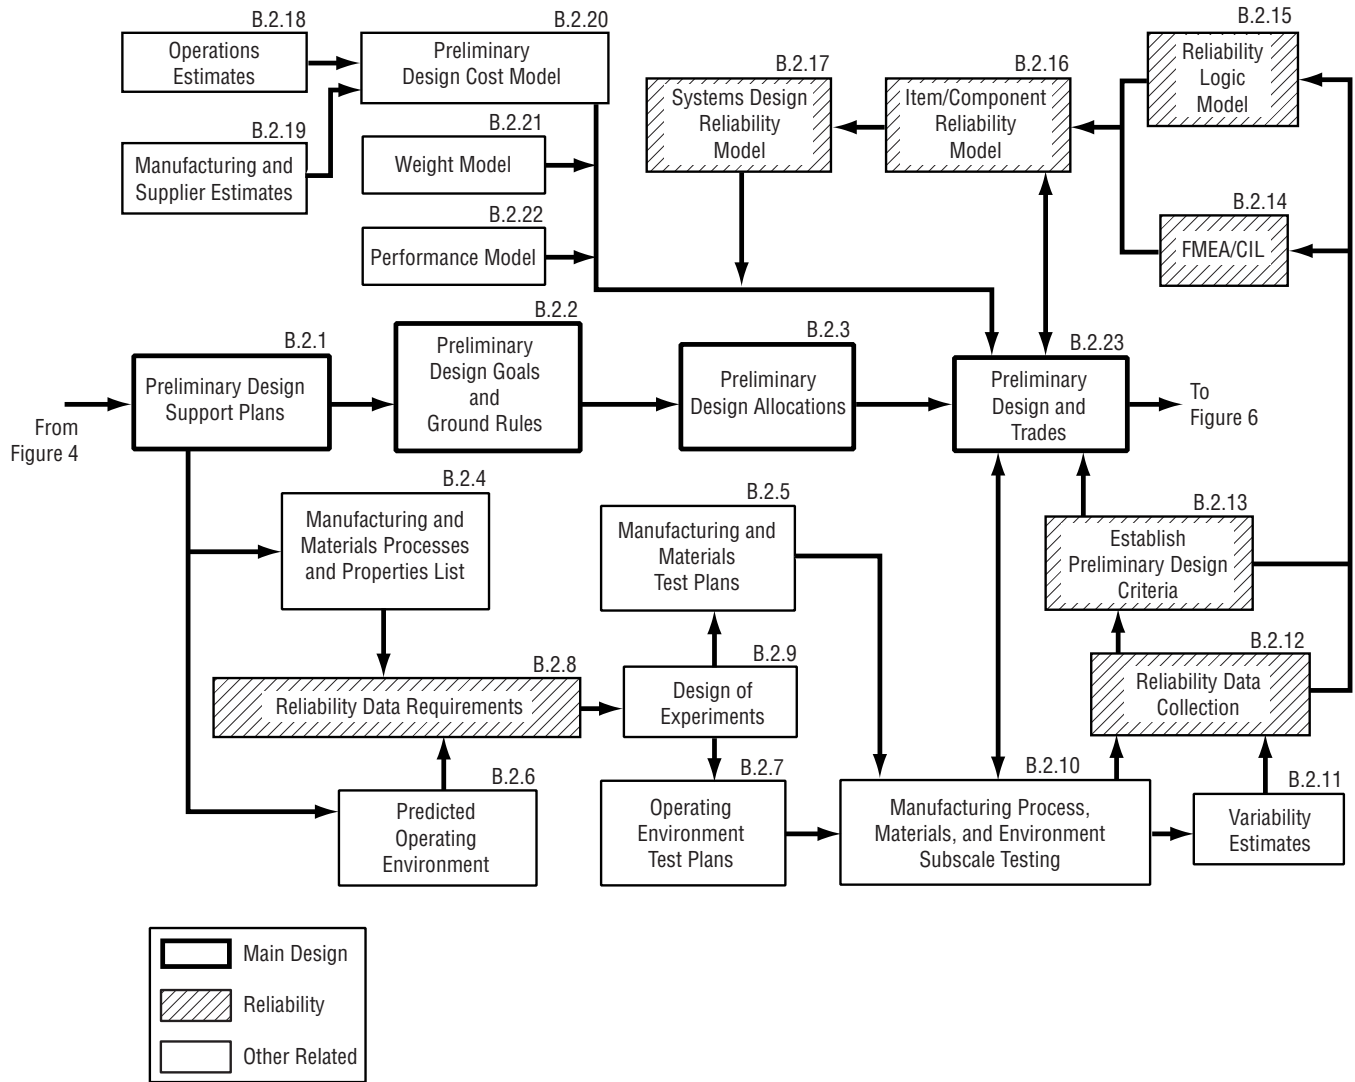 B.2.18
Operations
Estimates
B.2.20
Preliminary
Design Cost Model
B.2.19
Manufacturing and
Supplier Estimates
B.2.21
Weight Model
B.2.22
Performance Model
B.2.17
Systems Design
Reliability
Model
B.2.16
Item/Component
Reliability
Model
B.2.15
Reliability
Logic
Model
B.2.14
FMEA/CIL
From
Figure 4
B.2.1
Preliminary Design
Support Plans
B.2.2
Preliminary
Design Goals
and
Ground Rules
B.2.3
Preliminary
Design Allocations
B.2.23
Preliminary
Design and
Trades
To
Figure 6
B.2.4
Manufacturing and
Materials Processes
and Properties List
B.2.5
Manufacturing and
Materials
Test Plans
B.2.13
Establish
Preliminary Design
Criteria
B.2.8
Reliability Data Requirements
B.2.9
Design of
Experiments
B.2.12
Reliability Data
Collection
B.2.6
Predicted
Operating
Environment
B.2.7
Operating
Environment
Test Plans
B.2.10
Manufacturing Process,
Materials, and Environment
Subscale Testing
B.2.11
Variability
Estimates
Main Design
Reliability
Other Related